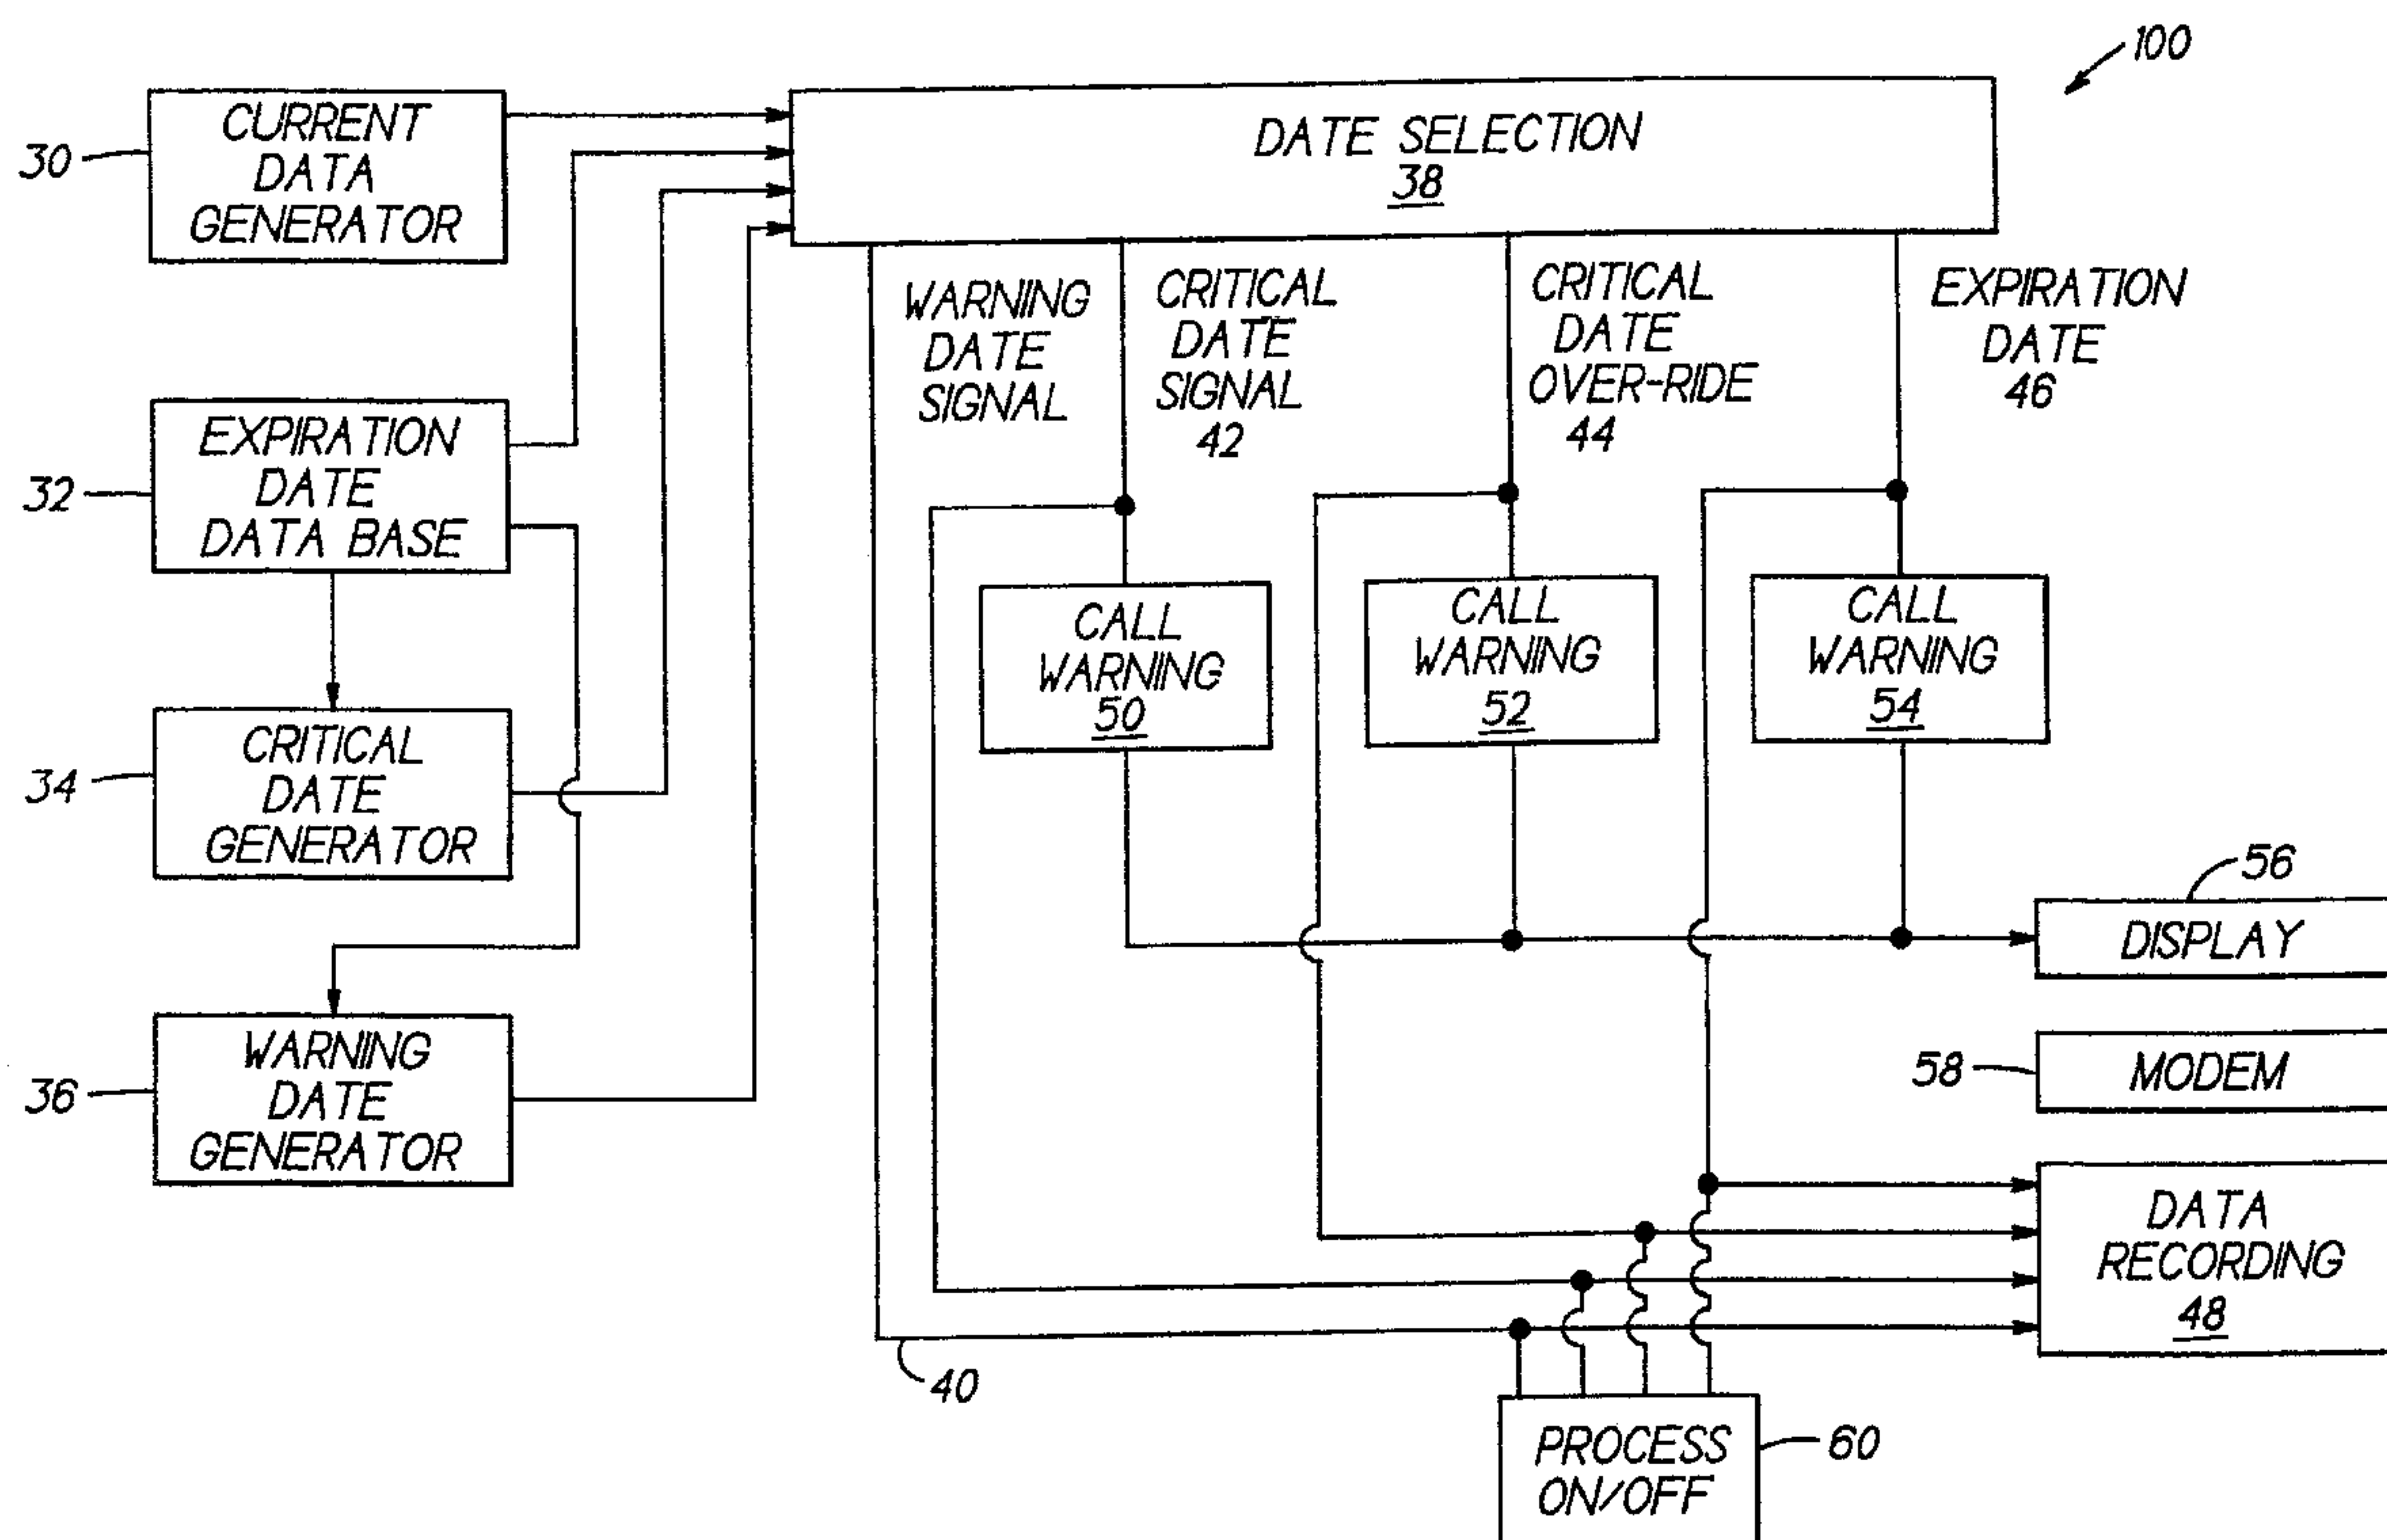 100
CURRENT
DATA
GENERATOR
30
DATE SELECTION
38
EXPIRATION
DATE
DATA BASE
32
CRITICAL
DATE
GENERATOR
34
WARNING
DATE
GENERATOR
36
WARNING
DATE
SIGNAL
CRITICAL
DATE
SIGNAL
42
CRITICAL
DATE
OVER-RIDE
44
EXPIRATION
DATE
46
CALL
WARNING
50
CALL
WARNING
52
CALL
WARNING
54
56
DISPLAY
58
MODEM
DATA
RECORDING
48
40
PROCESS
ON/OFF
60